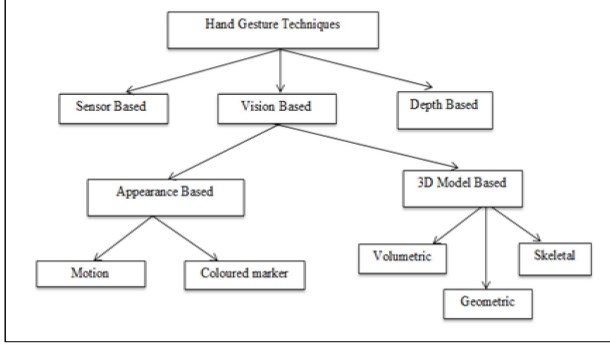 Hand Gesture Techniques
Sensor Based
Vision Based
Depth Based
Appearance Based
3D Model Based
Motion
Coloured marker
Volumetric
Skeletal
Geometric